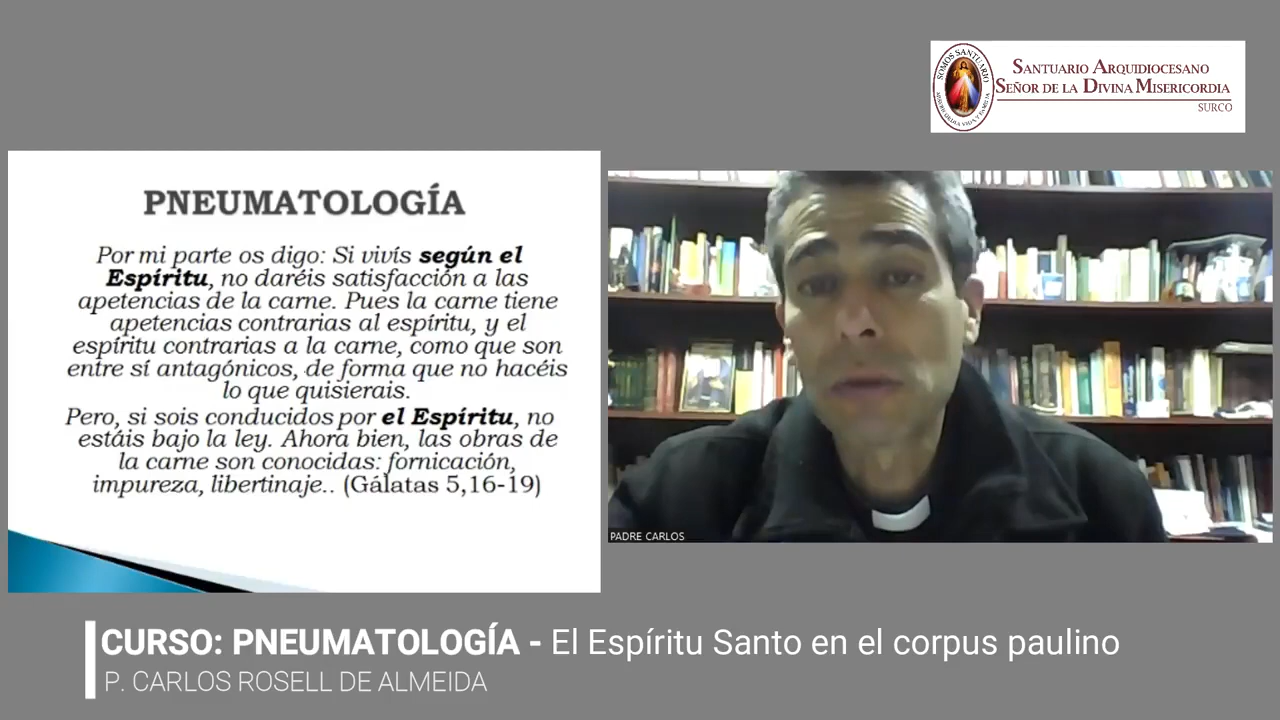 SOMOS SANTUARIO
SANTUARIO ARQUIDIOCESANO
SEÑOR DE LA DIVINA MISERICORDIA
SURCO
PNEUMATOLOGÍA
Por mi parte os digo: Si vivís según el
Espíritu, no daréis satisfacción a las
apetencias de la carne. Pues la carne tiene
apetencias contrarias al espíritu, y el
espíritu contrarias a la carne, como que son
entre sí antagónicos, de forma que no hacéis
lo que quisierais.
Pero, si sois conducidos por el Espíritu, no
estáis bajo la ley. Ahora bien, las obras de
la carne son conocidas: fornicación,
impureza, libertinaje.. (Gálatas 5,16-19)
PADRE CARLOS
CURSO: PNEUMATOLOGÍA - El Espíritu Santo en el corpus paulino
P. CARLOS ROSELL DE ALMEIDA